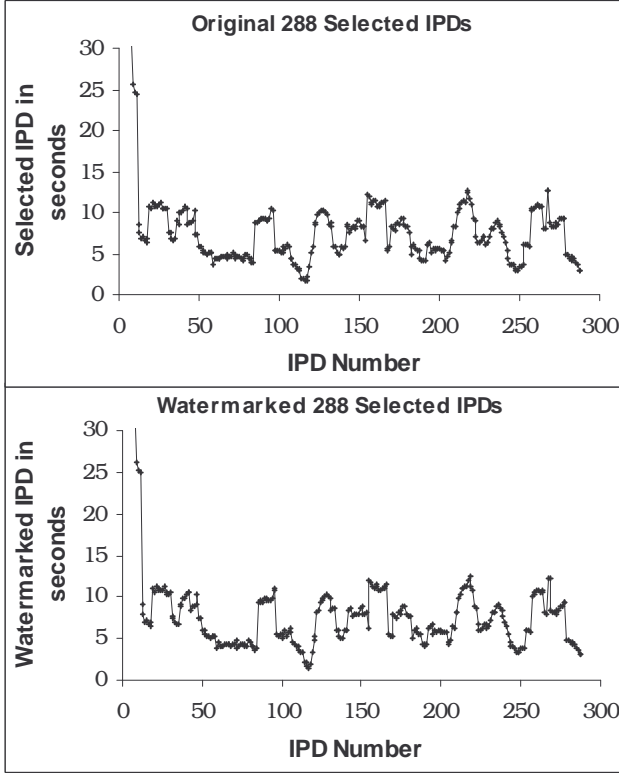 Original 288 Selected IPDs
Selected IPD in
seconds
30
25
20
15
10
5
0
0 50 100 150 200 250 300
IPD Number
Watermarked 288 Selected IPDs
Watermarked IPD in
seconds
30
25
20
15
10
5
0
0 50 100 150 200 250 300
IPD Number